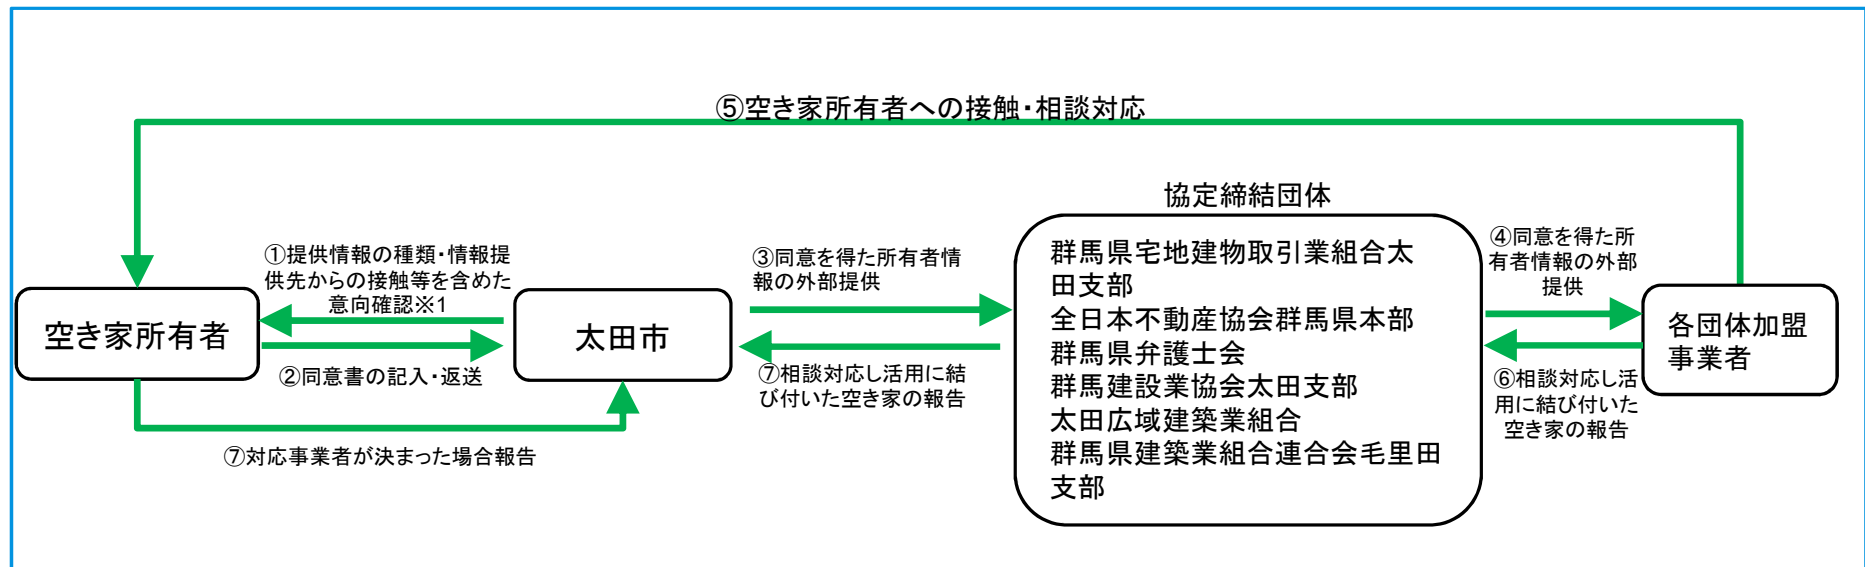 ⑤空き家所有者への接触・相談対応
協定締結団体
①提供情報の種類・情報提
供先からの接触等を含めた
意向確認※1
空き家所有者
②同意書の記入・返送
太田市
⑦対応事業者が決まった場合報告
③同意を得た所有者情
報の外部提供
⑦相談対応し活用に結
び付いた空き家の報告
群馬県宅地建物取引業組合太
田支部
全日本不動産協会群馬県本部
群馬県弁護士会
群馬建設業協会太田支部
太田広域建築業組合
群馬県建築業組合連合会毛里田
支部
④同意を得た所
有者情報の外部
提供
⑥相談対応し活
用に結び付いた
空き家の報告
各団体加盟
事業者